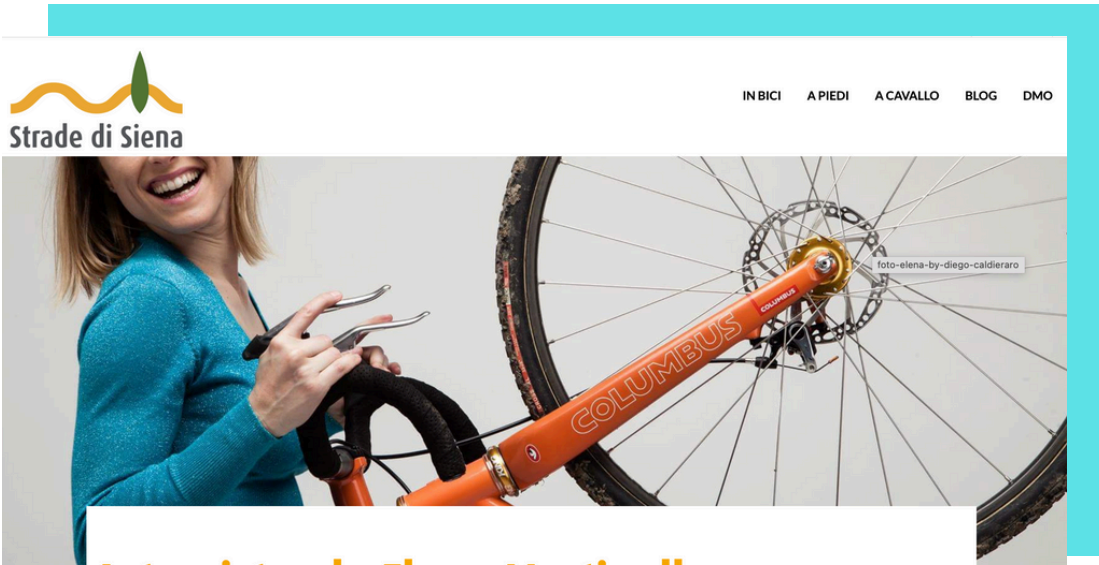 Strade di Siena
IN BICI A PIEDI A CAVALLO BLOG DMO
foto-elena-by-diego-caldieraro
COLUMBUS
COLUMBUS